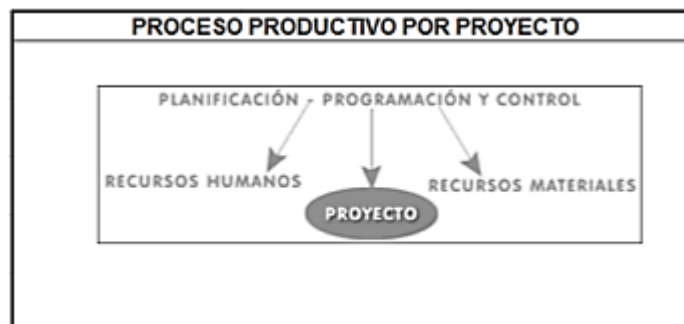 PROCESO PRODUCTIVO POR PROYECTO
PLANIFICACIÓN - PROGRAMACIÓN Y CONTROL
RECURSOS HUMANOS
RECURSOS MATERIALES
PROYECTO